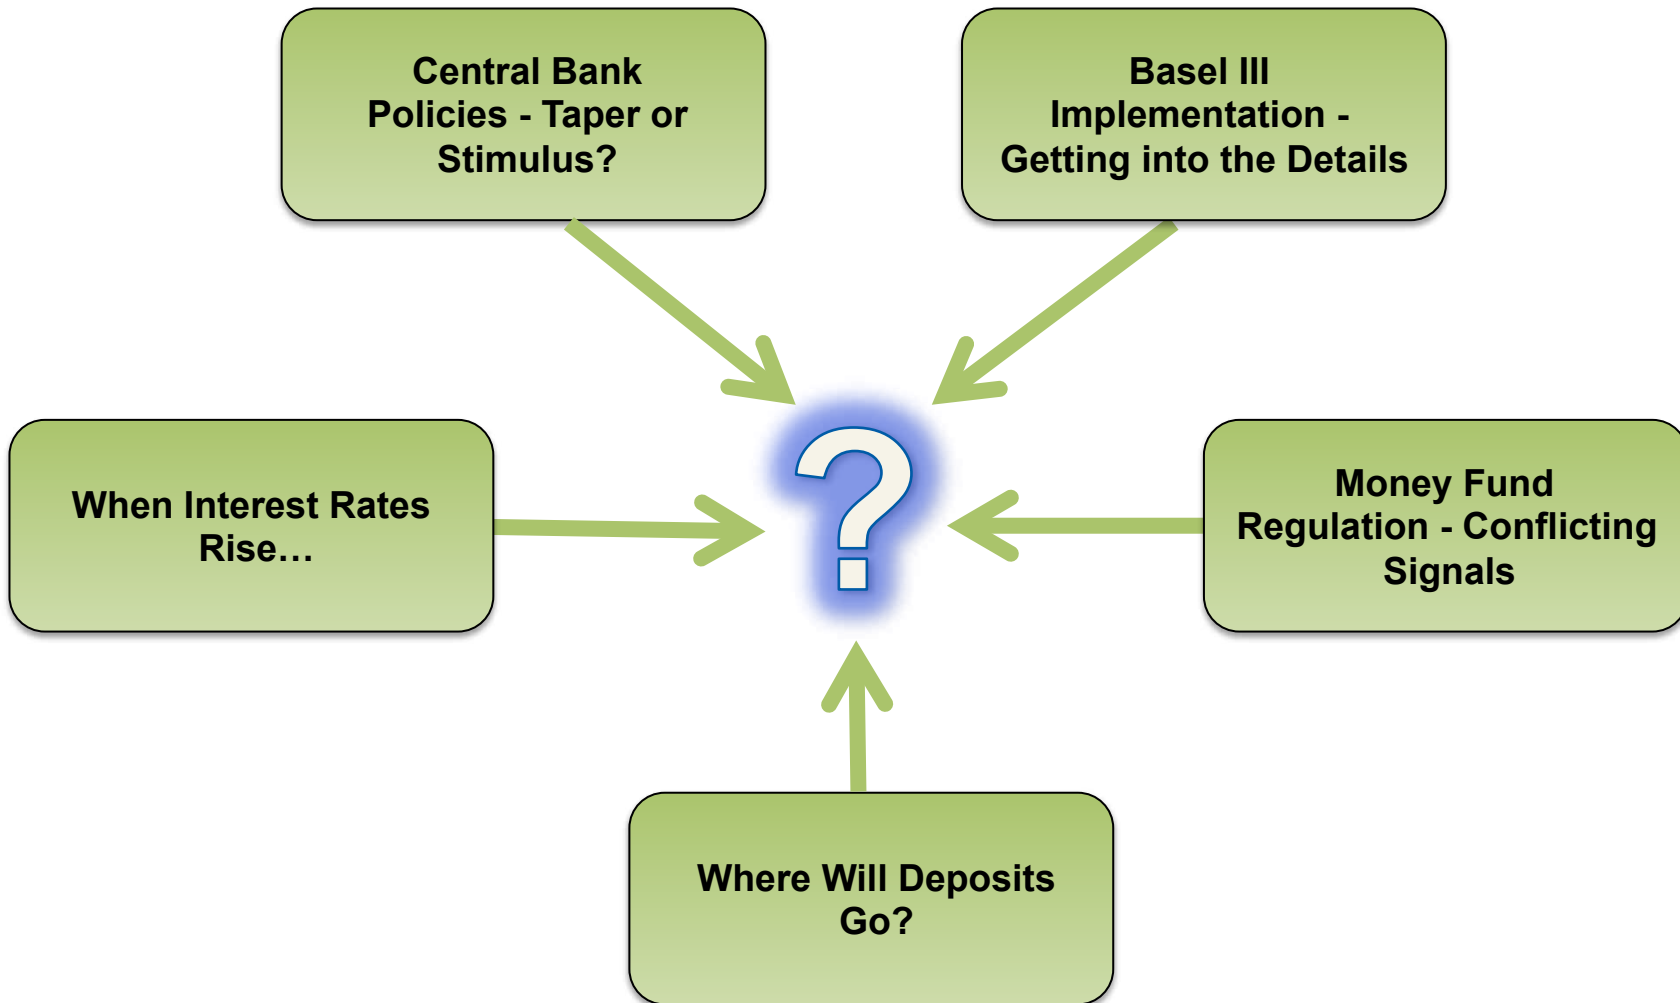 Central Bank
Policies - Taper or
Stimulus?
Basel III
Implementation -
Getting into the Details
When Interest Rates
Rise…
?
Money Fund
Regulation - Conflicting
Signals
Where Will Deposits
Go?